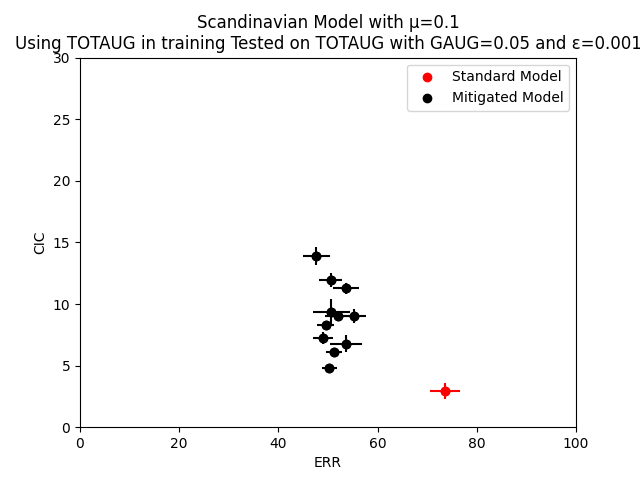 Scandinavian Model with μ=0.1
Using TOTAUG in training Tested on TOTAUG with GAUG=0.05 and ε=0.001
30
25
20
15
10
5
0
CIC
Standard Model
Mitigated Model
0 20 40 60 80 100
ERR